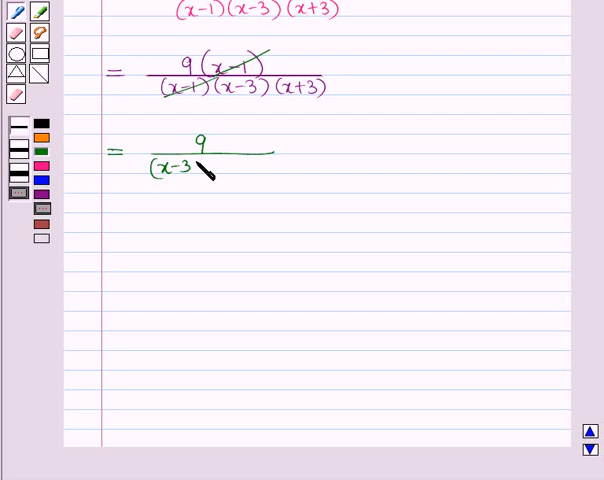 (x-1)(x-3)(x+3)
= 9(x-1)
(x-1)(x-3)(x+3)
= 9
(x-3